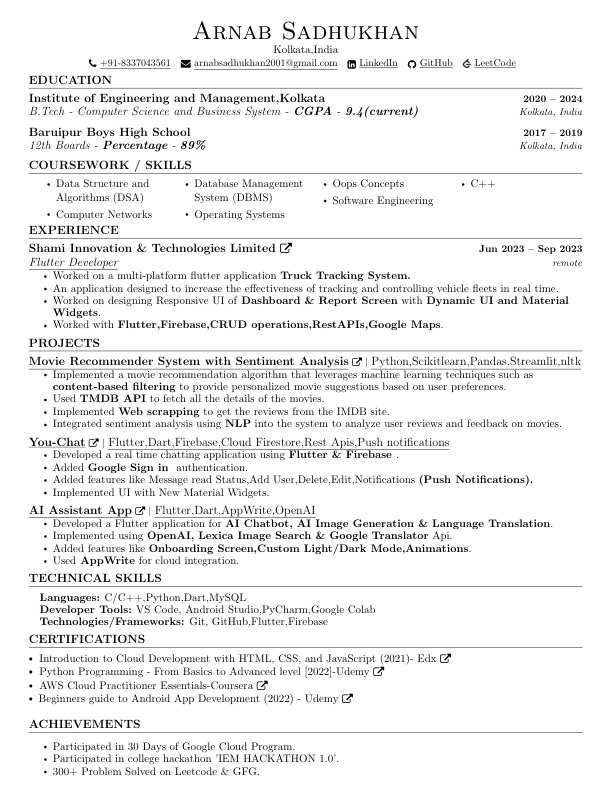 Arnab Sadhukhan
Kolkata,India
+91-8337043561 arnabsadhukhan2001@gmail.com LinkedIn GitHub LeetCode
EDUCATION
Institute of Engineering and Management,Kolkata 2020 – 2024
B.Tech - Computer Science and Business System - CGPA - 9.4(current) Kolkata, India
Baruipur Boys High School 2017 – 2019
12th Boards - Percentage - 89% Kolkata, India
COURSEWORK / SKILLS
• Data Structure and Algorithms (DSA)
• Computer Networks
• Database Management System (DBMS)
• Operating Systems
• Oops Concepts
• Software Engineering
• C++
EXPERIENCE
Shami Innovation & Technologies Limited Jun 2023 – Sep 2023
Flutter Developer remote
• Worked on a multi-platform flutter application Truck Tracking System.
• An application designed to increase the effectiveness of tracking and controlling vehicle fleets in real time.
• Worked on designing Responsive UI of Dashboard & Report Screen with Dynamic UI and Material
Widgets.
• Worked with Flutter,Firebase,CRUD operations,RestAPIs,Google Maps.
PROJECTS
Movie Recommender System with Sentiment Analysis | Python,Scikitlearn,Pandas,Streamlit,nltk
• Implemented a movie recommendation algorithm that leverages machine learning techniques such as
content-based filtering to provide personalized movie suggestions based on user preferences.
• Used TMDB API to fetch all the details of the movies.
• Implemented Web scrapping to get the reviews from the IMDB site.
• Integrated sentiment analysis using NLP into the system to analyze user reviews and feedback on movies.
You-Chat | Flutter,Dart,Firebase,Cloud Firestore,Rest Apis,Push notifications
• Developed a real time chatting application using Flutter & Firebase .
• Added Google Sign in authentication.
• Added features like Message read Status,Add User,Delete,Edit,Notifications (Push Notifications).
• Implemented UI with New Material Widgets.
AI Assistant App | Flutter,Dart,AppWrite,OpenAI
• Developed a Flutter application for AI Chatbot, AI Image Generation & Language Translation.
• Implemented using OpenAI, Lexica Image Search & Google Translator Api.
• Added features like Onboarding Screen,Custom Light/Dark Mode,Animations.
• Used AppWrite for cloud integration.
TECHNICAL SKILLS
Languages: C/C++,Python,Dart,MySQL
Developer Tools: VS Code, Android Studio,PyCharm,Google Colab
Technologies/Frameworks: Git, GitHub,Flutter,Firebase
CERTIFICATIONS
• Introduction to Cloud Development with HTML, CSS, and JavaScript (2021)- Edx
• Python Programming - From Basics to Advanced level [2022]-Udemy
• AWS Cloud Practitioner Essentials-Coursera
• Beginners guide to Android App Development (2022) - Udemy
ACHIEVEMENTS
• Participated in 30 Days of Google Cloud Program.
• Participated in college hackathon 'IEM HACKATHON 1.0'.
• 300+ Problem Solved on Leetcode & GFG.